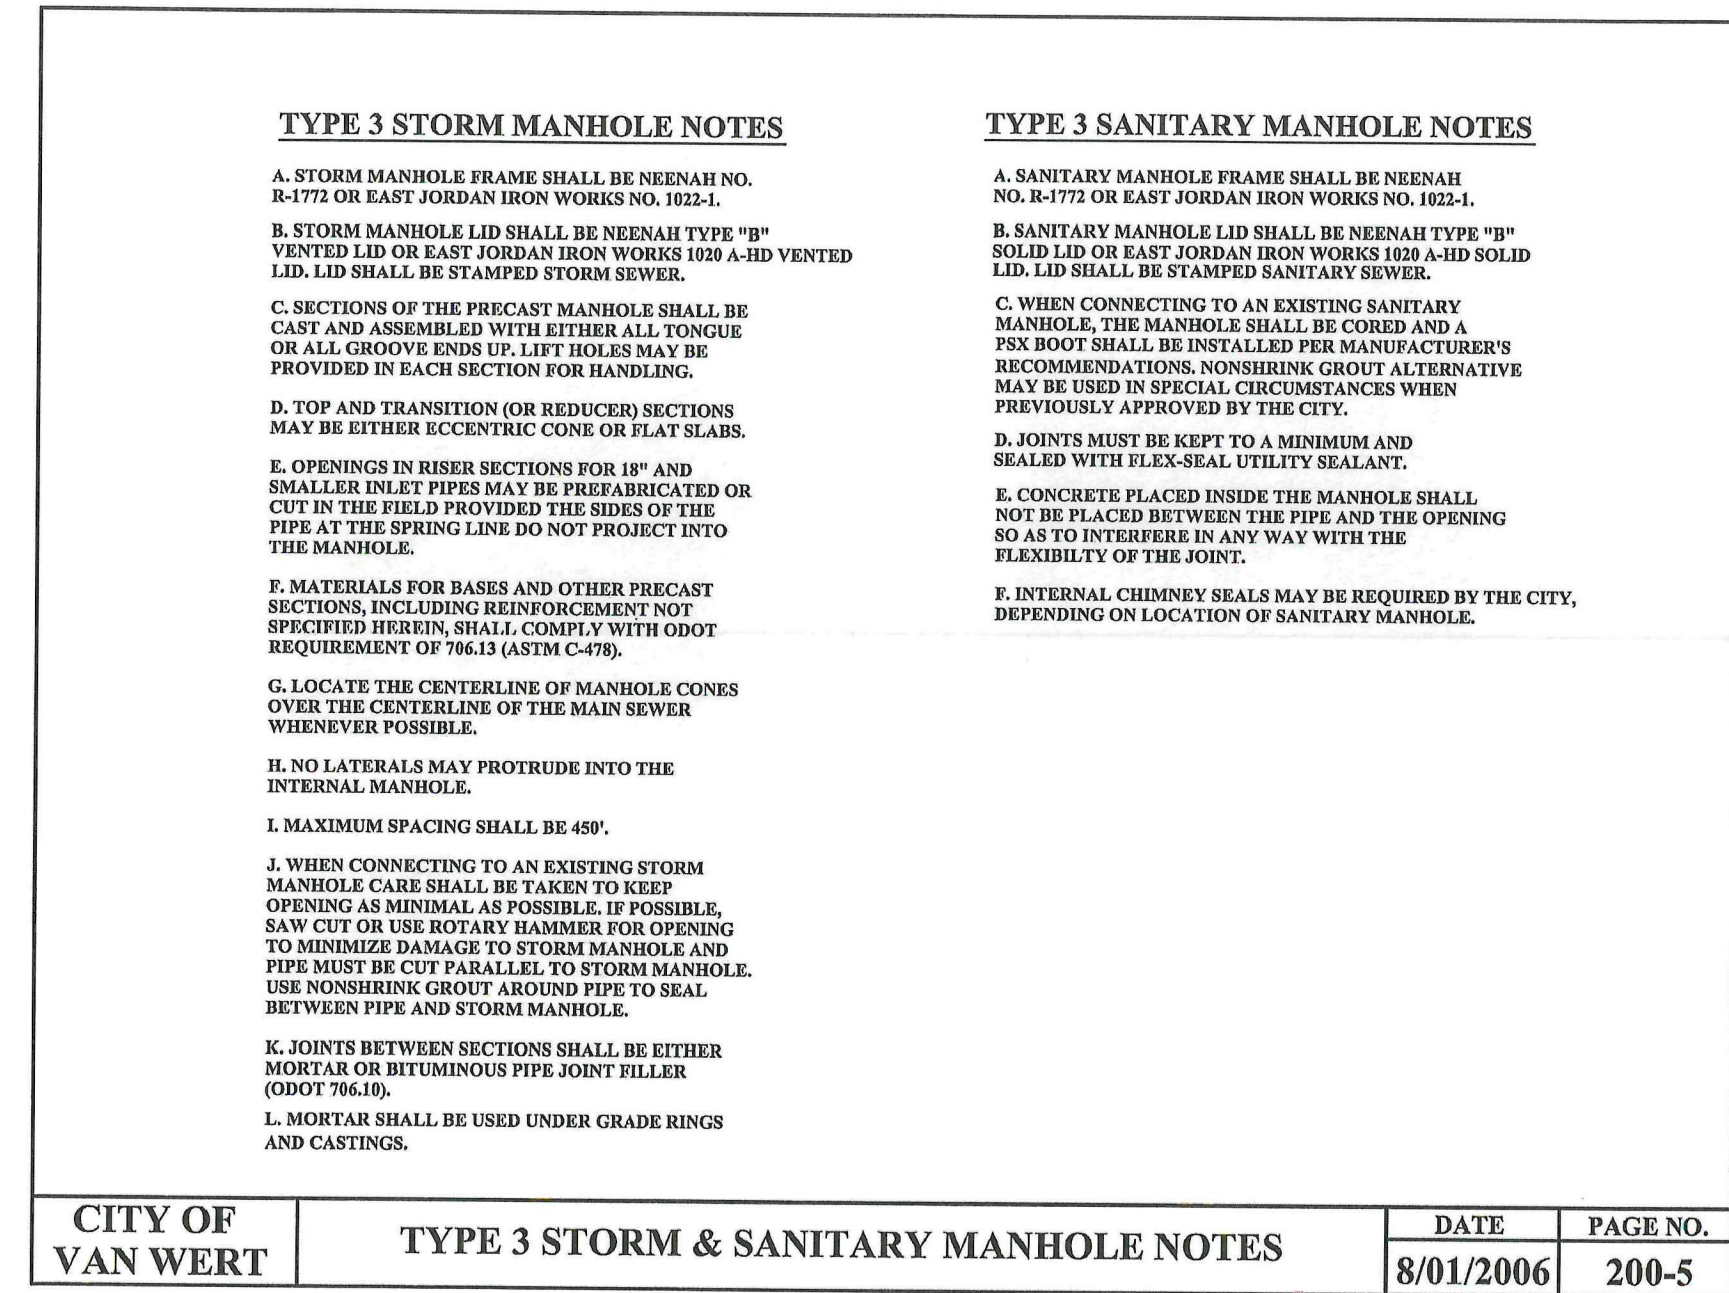 TYPE 3 STORM MANHOLE NOTES
A. STORM MANHOLE FRAME SHALL BE NEENAH NO.
R-1772 OR EAST JORDAN IRON WORKS NO. 1022-1.
B. STORM MANHOLE LID SHALL BE NEENAH TYPE "B"
VENTED LID OR EAST JORDAN IRON WORKS 1020 A-HD VENTED
LID. LID SHALL BE STAMPED STORM SEWER.
C. SECTIONS OF THE PRECAST MANHOLE SHALL BE
CAST AND ASSEMBLED WITH EITHER ALL TONGUE
OR ALL GROOVE ENDS UP. LIFT HOLES MAY BE
PROVIDED IN EACH SECTION FOR HANDLING.
D. TOP AND TRANSITION (OR REDUCER) SECTIONS
MAY BE EITHER ECCENTRIC CONE OR FLAT SLABS.
E. OPENINGS IN RISER SECTIONS FOR 18" AND
SMALLER INLET PIPES MAY BE PREFABRICATED OR
CUT IN THE FIELD PROVIDED THE SIDES OF THE
PIPE AT THE SPRING LINE DO NOT PROJECT INTO
THE MANHOLE.
F. MATERIALS FOR BASES AND OTHER PRECAST
SECTIONS, INCLUDING REINFORCEMENT NOT
SPECIFIED HEREIN, SHALL COMPLY WITH ODOT
REQUIREMENT OF 706.13 (ASTM C-478).
G. LOCATE THE CENTERLINE OF MANHOLE CONES
OVER THE CENTERLINE OF THE MAIN SEWER
WHENEVER POSSIBLE.
H. NO LATERALS MAY PROTRUDE INTO THE
INTERNAL MANHOLE.
I. MAXIMUM SPACING SHALL BE 450'.
J. WHEN CONNECTING TO AN EXISTING STORM
MANHOLE CARE SHALL BE TAKEN TO KEEP
OPENING AS MINIMAL AS POSSIBLE. IF POSSIBLE,
SAW CUT OR USE ROTARY HAMMER FOR OPENING
TO MINIMIZE DAMAGE TO STORM MANHOLE AND
PIPE MUST BE CUT PARALLEL TO STORM MANHOLE.
USE NONSHRINK GROUT AROUND PIPE TO SEAL
BETWEEN PIPE AND STORM MANHOLE.
K. JOINTS BETWEEN SECTIONS SHALL BE EITHER
MORTAR OR BITUMINOUS PIPE JOINT FILLER
(ODOT 706.10).
L. MORTAR SHALL BE USED UNDER GRADE RINGS
AND CASTINGS.
TYPE 3 SANITARY MANHOLE NOTES
A. SANITARY MANHOLE FRAME SHALL BE NEENAH
NO. R-1772 OR EAST JORDAN IRON WORKS NO. 1022-1.
B. SANITARY MANHOLE LID SHALL BE NEENAH TYPE "B"
SOLID LID OR EAST JORDAN IRON WORKS 1020 A-HD SOLID
LID. LID SHALL BE STAMPED SANITARY SEWER.
C. WHEN CONNECTING TO AN EXISTING SANITARY
MANHOLE, THE MANHOLE SHALL BE CORED AND A
PSX BOOT SHALL BE INSTALLED PER MANUFACTURER'S
RECOMMENDATIONS. NONSHRINK GROUT ALTERNATIVE
MAY BE USED IN SPECIAL CIRCUMSTANCES WHEN
PREVIOUSLY APPROVED BY THE CITY.
D. JOINTS MUST BE KEPT TO A MINIMUM AND
SEALED WITH FLEX-SEAL UTILITY SEALANT.
E. CONCRETE PLACED INSIDE THE MANHOLE SHALL
NOT BE PLACED BETWEEN THE PIPE AND THE OPENING
SO AS TO INTERFERE IN ANY WAY WITH THE
FLEXIBILTY OF THE JOINT.
F. INTERNAL CHIMNEY SEALS MAY BE REQUIRED BY THE CITY,
DEPENDING ON LOCATION OF SANITARY MANHOLE.
CITY OF
VAN WERT
TYPE 3 STORM & SANITARY MANHOLE NOTES
DATE
8/01/2006
PAGE NO.
200-5